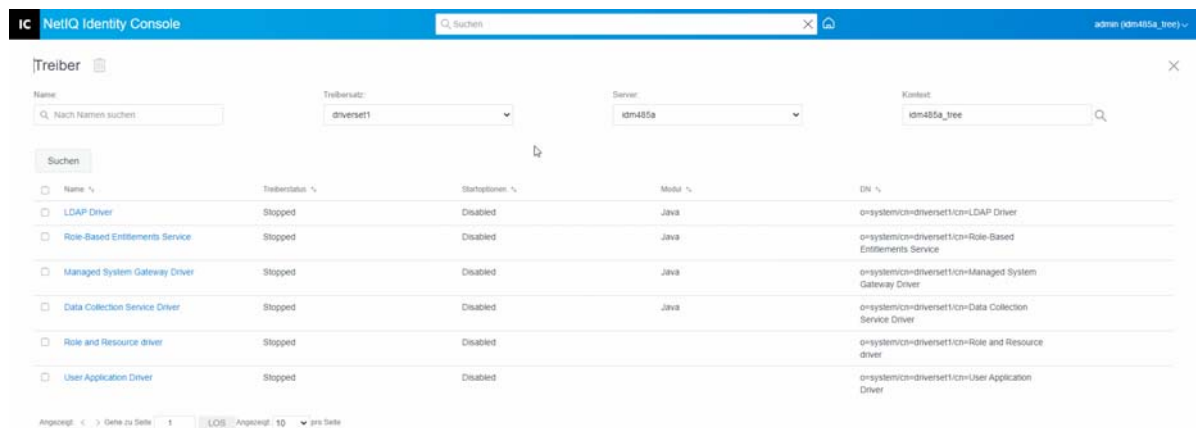 IC NetIQ Identity Console
Suchen
admin (idm485a_tree)
Treiber
Name: Treibersatz: Server: Kontext:
Nach Namen suchen driverset1 idm485a idm485a_tree
Suchen
Name Treiberstatus Startoptionen Modul DN
LDAP Driver Stopped Disabled Java o=system/cn=driverset1/cn=LDAP Driver
Role-Based Entitlements Service Stopped Disabled Java o=system/cn=driverset1/cn=Role-Based
Entitlements Service
Managed System Gateway Driver Stopped Disabled Java o=system/cn=driverset1/cn=Managed System
Gateway Driver
Data Collection Service Driver Stopped Disabled Java o=system/cn=driverset1/cn=Data Collection
Service Driver
Role and Resource driver Stopped Disabled o=system/cn=driverset1/cn=Role and Resource
driver
User Application Driver Stopped Disabled o=system/cn=driverset1/cn=User Application
Driver
Angezeigt: < > Gehe zu Seite 1 LOS Angezeigt 10 pro Seite